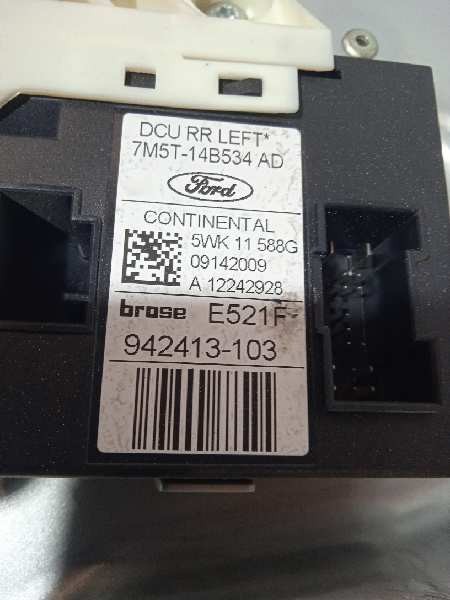 DCU RR LEFT*
7M5T-14B534 AD
Ford
CONTINENTAL
5WK 11 588G
09142009
A 12242928
brose E521F
942413-103